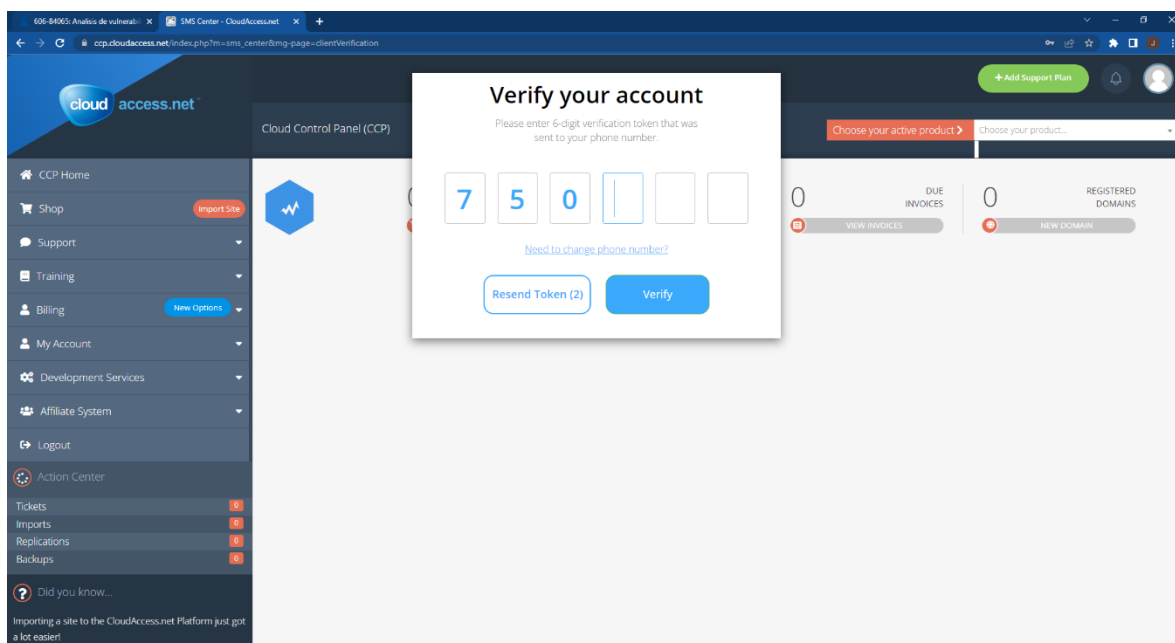 606-84065: Analisis de vulnerabil
SMS Center - CloudAccess.net
ccp.cloudaccess.net/index.php?m=sms_center&mg-page=clientVerification
cloud access.net
+ Add Support Plan
Cloud Control Panel (CCP)
Choose your active product
Choose your product...
Verify your account
Please enter 6-digit verification token that was
sent to your phone number.
7 5 0
Need to change phone number?
Resend Token (2)
Verify
0
DUE
INVOICES
VIEW INVOICES
0
REGISTERED
DOMAINS
NEW DOMAIN
CCP Home
Shop
Import Site
Support
Training
Billing
New Options
My Account
Development Services
Affiliate System
Logout
Action Center
Tickets 0
Imports 0
Replications 0
Backups 0
Did you know...
Importing a site to the CloudAccess.net Platform just got
a lot easier!